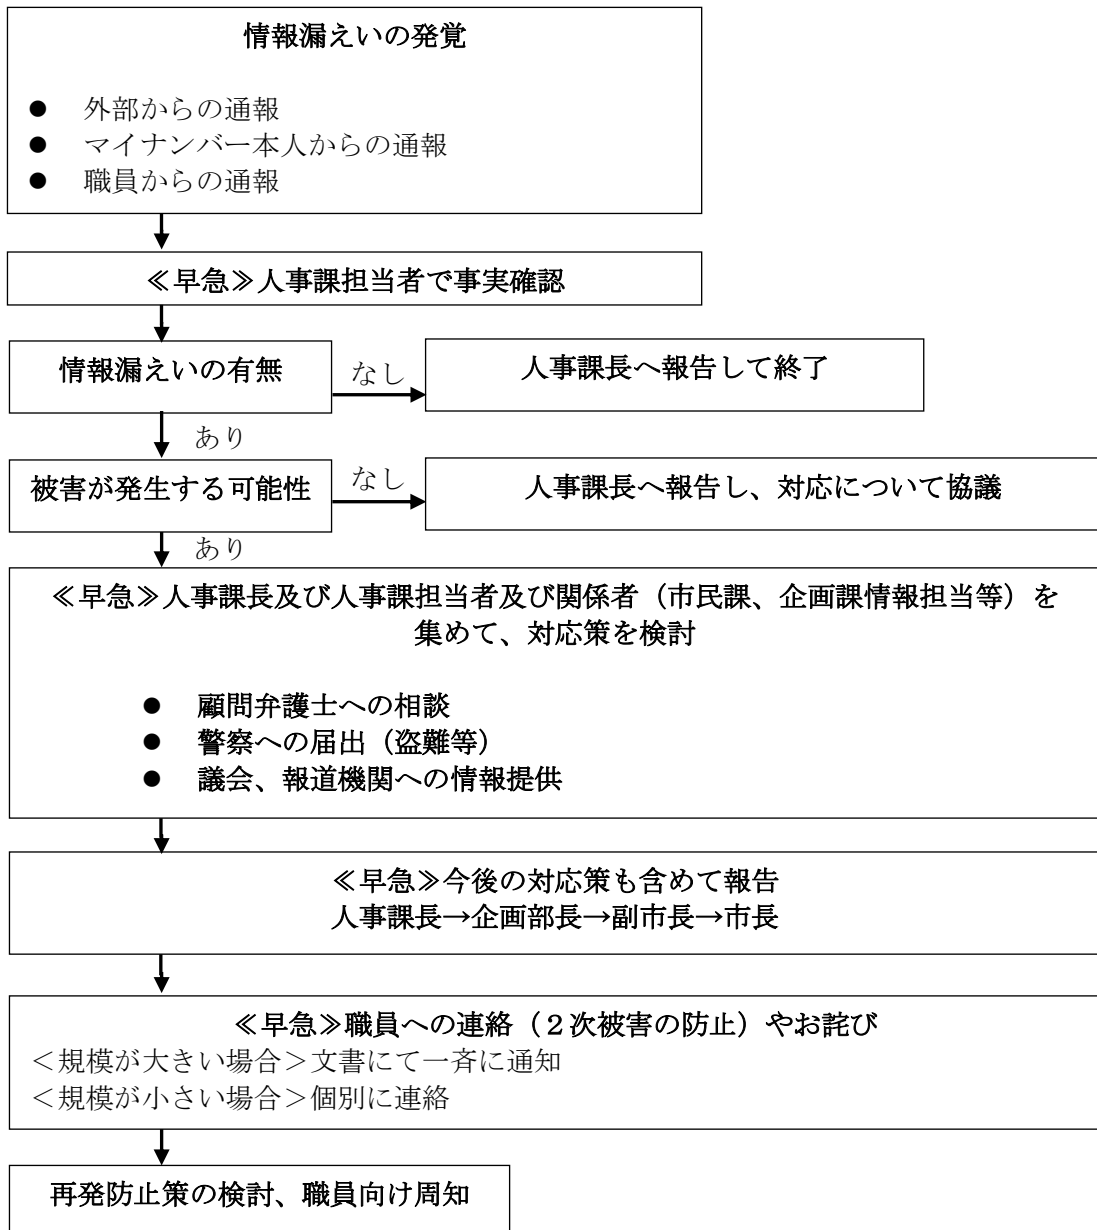 情報漏えいの発覚
● 外部からの通報
● マイナンバー本人からの通報
● 職員からの通報
≪早急≫人事課担当者で事実確認
情報漏えいの有無
なし
人事課長へ報告して終了
あり
被害が発生する可能性
なし
人事課長へ報告し、対応について協議
あり
≪早急≫人事課長及び人事課担当者及び関係者（市民課、企画課情報担当等）を
集めて、対応策を検討
● 顧問弁護士への相談
● 警察への届出（盗難等）
● 議会、報道機関への情報提供
≪早急≫今後の対応策も含めて報告
人事課長→企画部長→副市長→市長
≪早急≫職員への連絡（２次被害の防止）やお詫び
＜規模が大きい場合＞文書にて一斉に通知
＜規模が小さい場合＞個別に連絡
再発防止策の検討、職員向け周知